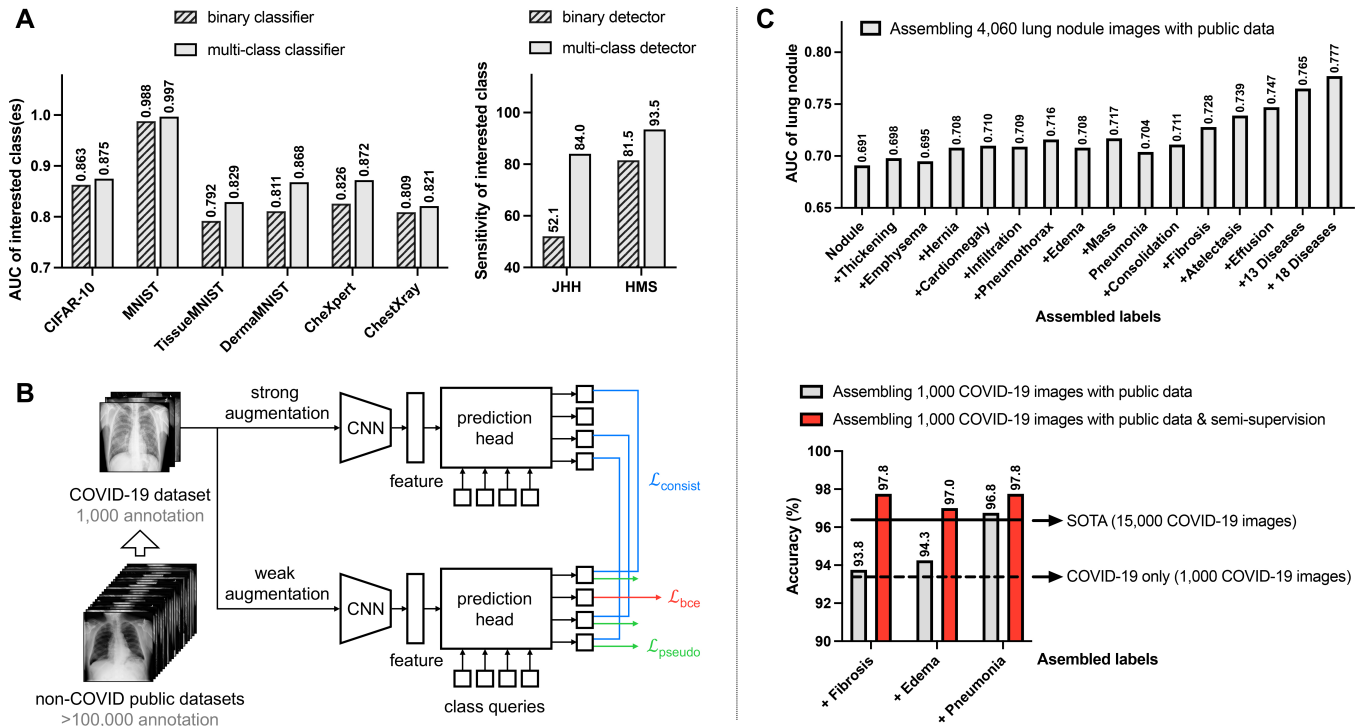 A
binary classifier
multi-class classifier
binary detector
multi-class detector
AUC of interested class(es)
1.0
0.9
0.8
0.7
0.863
0.875
0.988
0.997
0.792
0.829
0.811
0.868
0.826
0.872
0.809
0.821
CIFAR-10
MNIST
TissueMNIST
DermaMNIST
CheXpert
ChestXray
Sensitivity of interested class
100
80
60
40
52.1
84.0
81.5
93.5
JHH
HMS
B
COVID-19 dataset
1,000 annotation
non-COVID public datasets
>100,000 annotation
strong
augmentation
CNN
feature
prediction
head
ℒconsist
weak
augmentation
CNN
feature
prediction
head
class queries
ℒbce
ℒpseudo
C
Assembling 4,060 lung nodule images with public data
AUC of lung nodule
0.80
0.75
0.70
0.65
0.691
0.698
0.695
0.708
0.710
0.709
0.716
0.708
0.717
0.704
0.711
0.728
0.739
0.747
0.765
0.777
Nodule
+Thickening
+Emphysema
+Hernia
+Cardiomegaly
+Infiltration
+Pneumothorax
+Edema
+Mass
Pneumonia
+Consolidation
+Fibrosis
+Atelectasis
+Effusion
+13 Diseases
+ 18 Diseases
Assembled labels
Assembling 1,000 COVID-19 images with public data
Assembling 1,000 COVID-19 images with public data & semi-supervision
Accuracy (%)
100
98
96
94
92
90
93.8
97.8
94.3
97.0
96.8
97.8
SOTA (15,000 COVID-19 images)
COVID-19 only (1,000 COVID-19 images)
+ Fibrosis
+ Edema
+ Pneumonia
Asembled labels